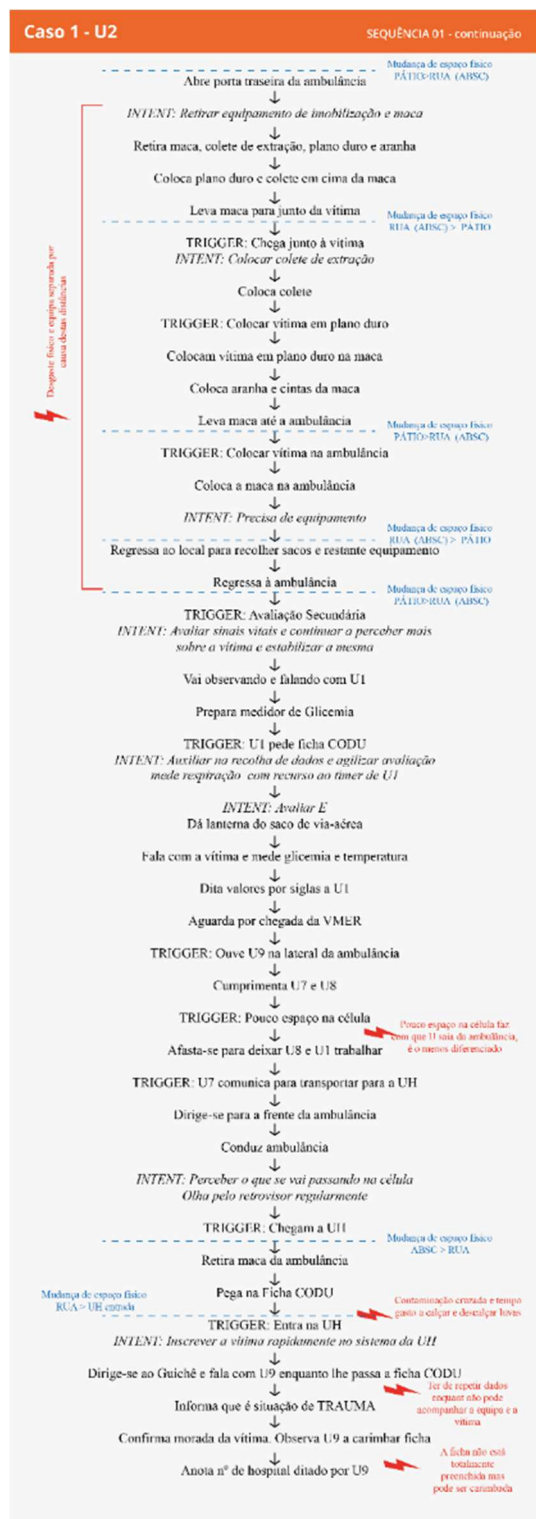 Caso 1 - U2
SEQUÊNCIA 01 - continuação
Mudança de espaço físico
PÁTIO>RUA (ABSC)
Abre porta traseira da ambulância
INTENT: Retirar equipamento de imobilização e maca
Retira maca, colete de extração, plano duro e aranha
Coloca plano duro e colete em cima da maca
Leva maca para junto da vítima
Mudança de espaço físico
RUA (ABSC) > PÁTIO
TRIGGER: Chega junto à vítima
INTENT: Colocar colete de extração
Coloca colete
TRIGGER: Colocar vítima em plano duro
Colocam vítima em plano duro na maca
Coloca aranha e cintas da maca
Leva maca até a ambulância
Desgaste físico e equipa separada por
causa destas distâncias
Mudança de espaço físico
PÁTIO>RUA (ABSC)
TRIGGER: Colocar vítima na ambulância
Coloca a maca na ambulância
INTENT: Precisa de equipamento
Mudança de espaço físico
RUA (ABSC) > PÁTIO
Regressa ao local para recolher sacos e restante equipamento
Regressa à ambulância
Mudança de espaço físico
PÁTIO>RUA (ABSC)
TRIGGER: Avaliação Secundária
INTENT: Avaliar sinais vitais e continuar a perceber mais
sobre a vítima e estabilizar a mesma
Vai observando e falando com U1
Prepara medidor de Glicemia
TRIGGER: U1 pede ficha CODU
INTENT: Auxiliar na recolha de dados e agilizar avaliação
mede respiração com recurso ao timer de U1
INTENT: Avaliar E
Dá lanterna do saco de via-aérea
Fala com a vítima e mede glicemia e temperatura
Dita valores por siglas a U1
Aguarda por chegada da VMER
TRIGGER: Ouve U9 na lateral da ambulância
Cumprimenta U7 e U8
TRIGGER: Pouco espaço na célula
Pouco espaço na célula faz
com que U saia da ambulância,
é o menos diferenciado
Afasta-se para deixar U8 e U1 trabalhar
TRIGGER: U7 comunica para transportar para a UH
Dirige-se para a frente da ambulância
Conduz ambulância
INTENT: Perceber o que se vai passando na célula
Olha pelo retrovisor regularmente
TRIGGER: Chegam a UH
Mudança de espaço físico
ABSC > RUA
Retira maca da ambulância
Pega na Ficha CODU
Mudança de espaço físico
RUA > UH entrada
Contaminação cruzada e tempo
gasto a calçar e descalçar luvas
TRIGGER: Entra na UH
INTENT: Inscrever a vítima rapidamente no sistema da UH
Dirige-se ao Guichê e fala com U9 enquanto lhe passa a ficha CODU
Ter de repetir dados
enquant não pode
acompanhar a equipa e a
vítima
Informa que é situação de TRAUMA
Confirma morada da vítima. Observa U9 a carimbar ficha
Anota nº de hospital ditado por U9
A ficha não está
totalmente
preenchida mas
pode ser carimbada